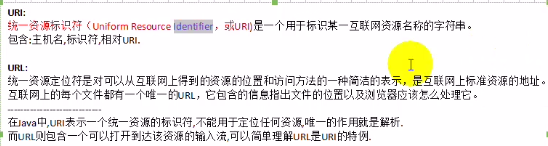 URI:
统一资源标识符（Uniform Resource Identifier，或URI)是一个用于标识某一互联网资源名称的字符串。
包含:主机名,标识符,相对URI.
URL:
统一资源定位符是对可以从互联网上得到的资源的位置和访问方法的一种简洁的表示，是互联网上标准资源的地址。
互联网上的每个文件都有一个唯一的URL，它包含的信息指出文件的位置以及浏览器应该怎么处理它。
----------------------------
在Java中,URI表示一个统一资源的标识符,不能用于定位任何资源,唯一的作用就是解析.
而URL则包含一个可以打开到达该资源的输入流,可以简单理解URL是URI的特例.